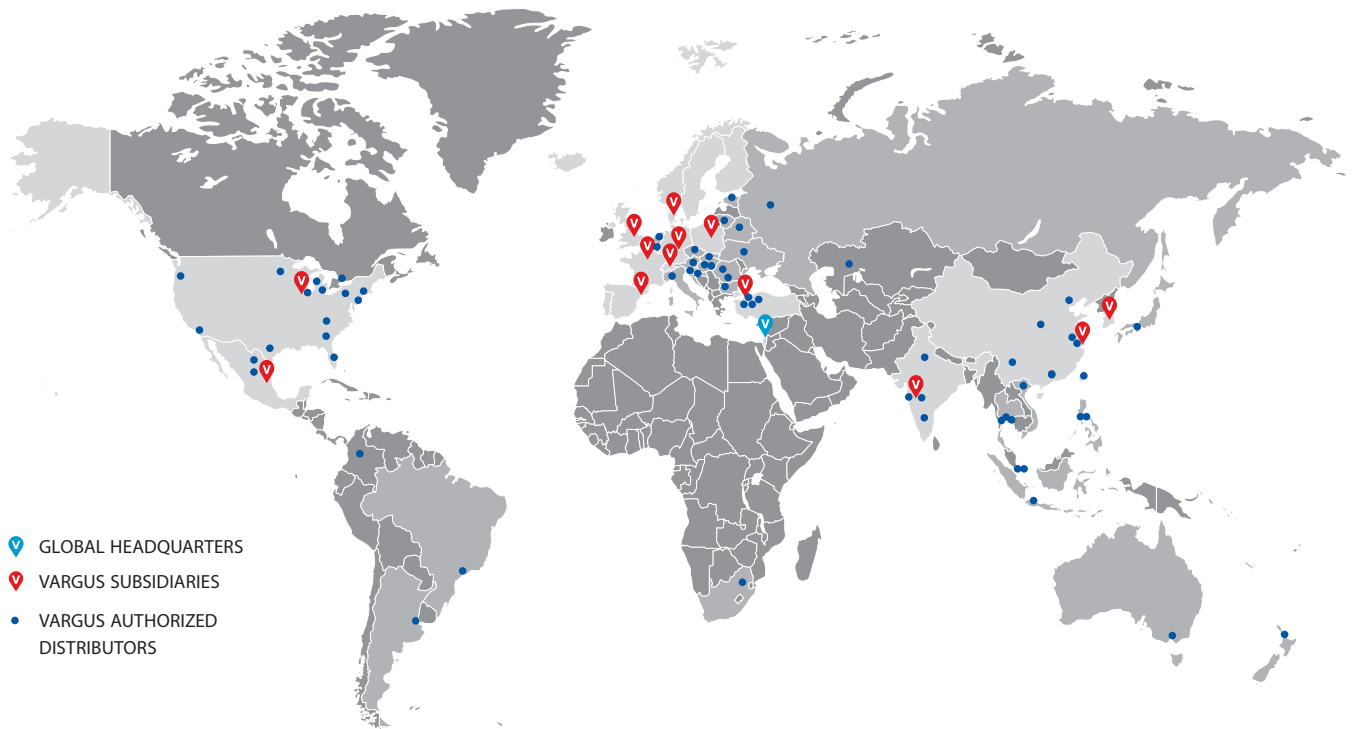 GLOBAL HEADQUARTERS
VARGUS SUBSIDIARIES
VARGUS AUTHORIZED
DISTRIBUTORS